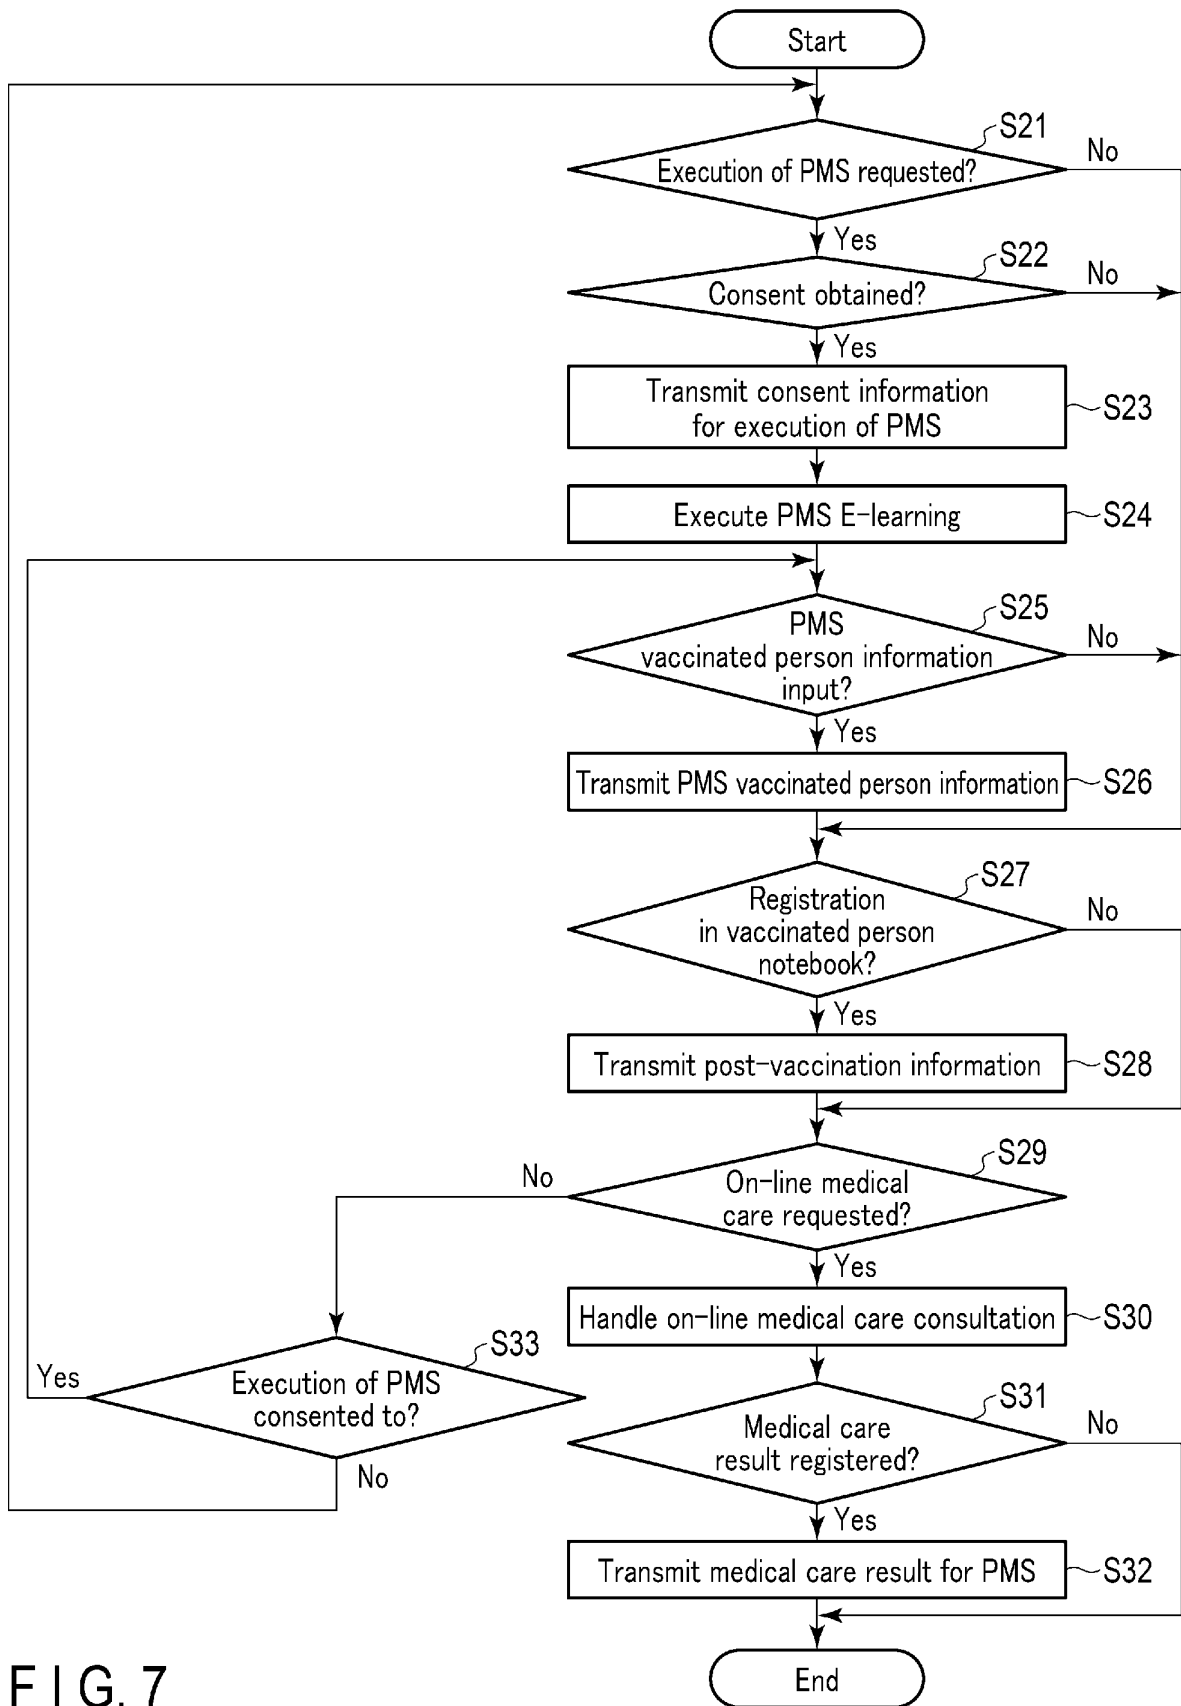 Start
S21
Execution of PMS requested?
No
Yes
S22
Consent obtained?
No
Yes
Transmit consent information
for execution of PMS
S23
Execute PMS E-learning
S24
S25
PMS
vaccinated person information
input?
No
Yes
Transmit PMS vaccinated person information
S26
S27
Registration
in vaccinated person
notebook?
No
Yes
Transmit post-vaccination information
S28
S29
On-line medical
care requested?
No
Yes
Handle on-line medical care consultation
S30
S33
Execution of PMS
consented to?
Yes
No
S31
Medical care
result registered?
No
Yes
Transmit medical care result for PMS
S32
End
FIG. 7